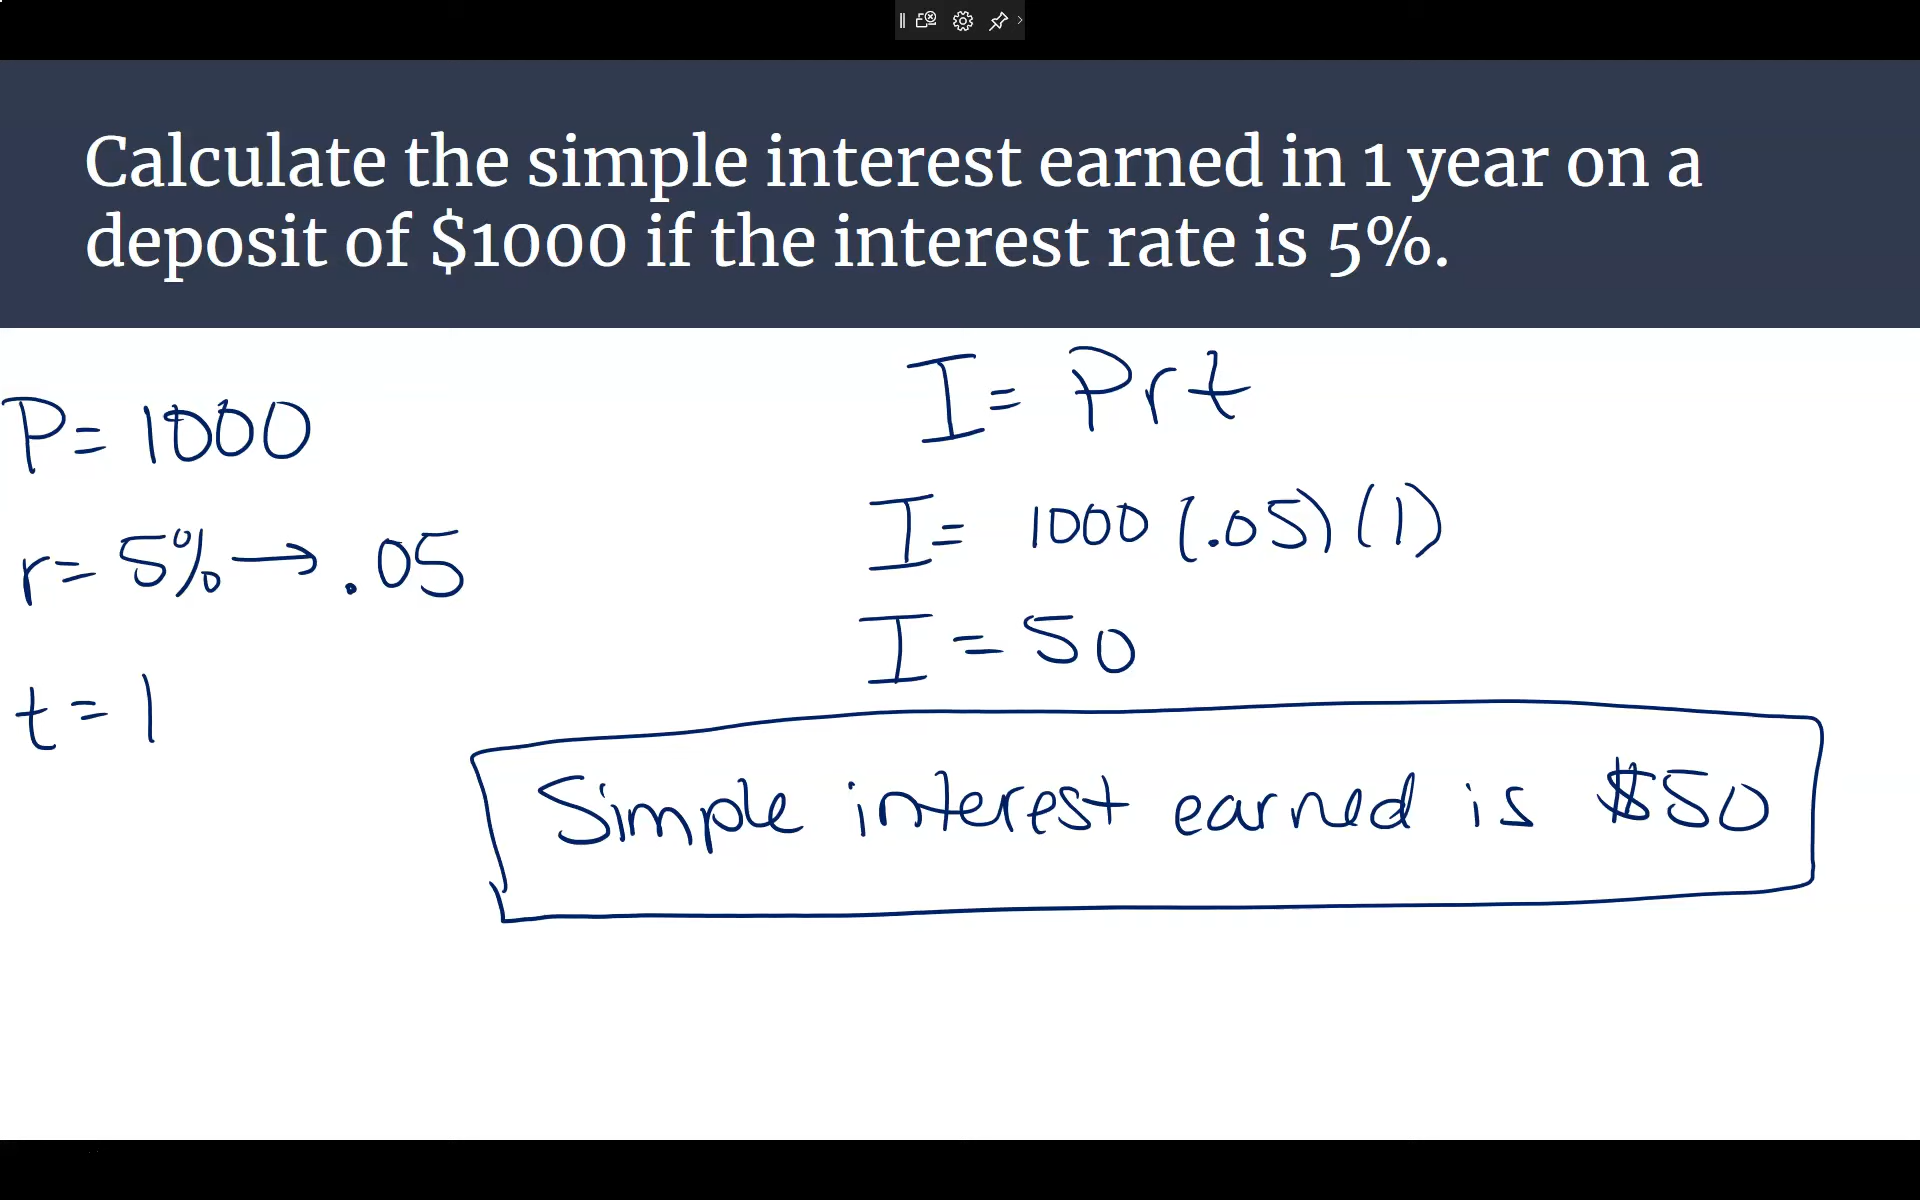 Calculate the simple interest earned in 1 year on a
deposit of $1000 if the interest rate is 5%.
P = 1000
r = 5% → .05
t = 1
I = Prt
I = 1000 (.05)(1)
I = 50
Simple interest earned is $50